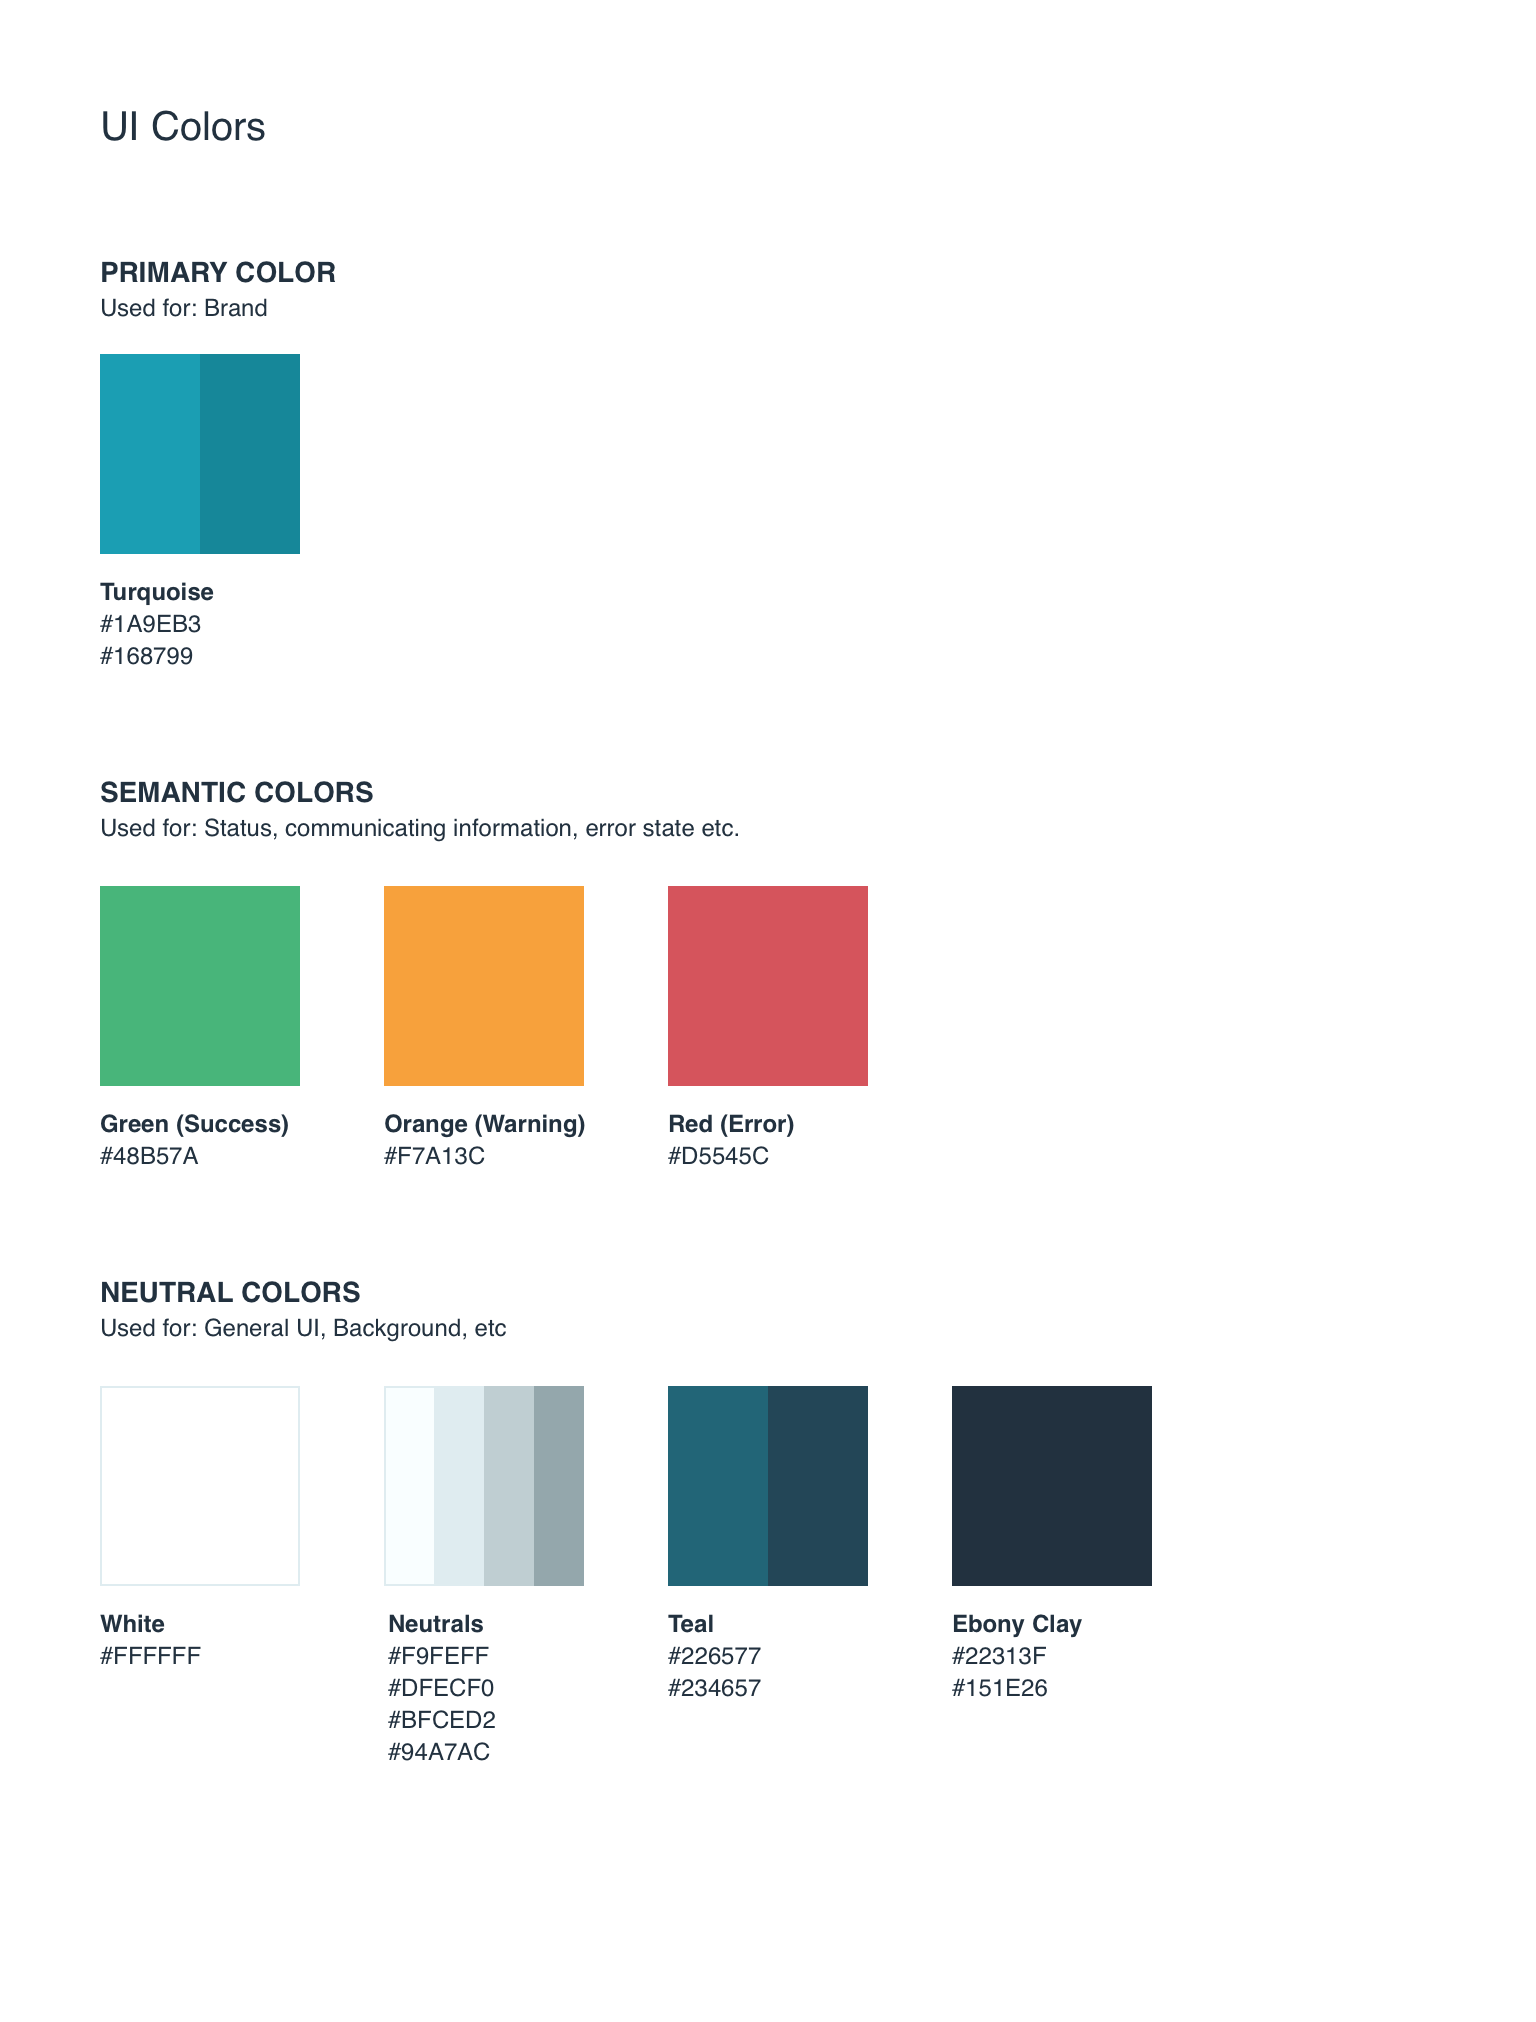 UI Colors
PRIMARY COLOR
Used for: Brand
Turquoise
#1A9EB3
#168799
SEMANTIC COLORS
Used for: Status, communicating information, error state etc.
Green (Success)
#48B57A
Orange (Warning)
#F7A13C
Red (Error)
#D5545C
NEUTRAL COLORS
Used for: General UI, Background, etc
White
#FFFFFF
Neutrals
#F9FEFF
#DFECF0
#BFCED2
#94A7AC
Teal
#226577
#234657
Ebony Clay
#22313F
#151E26